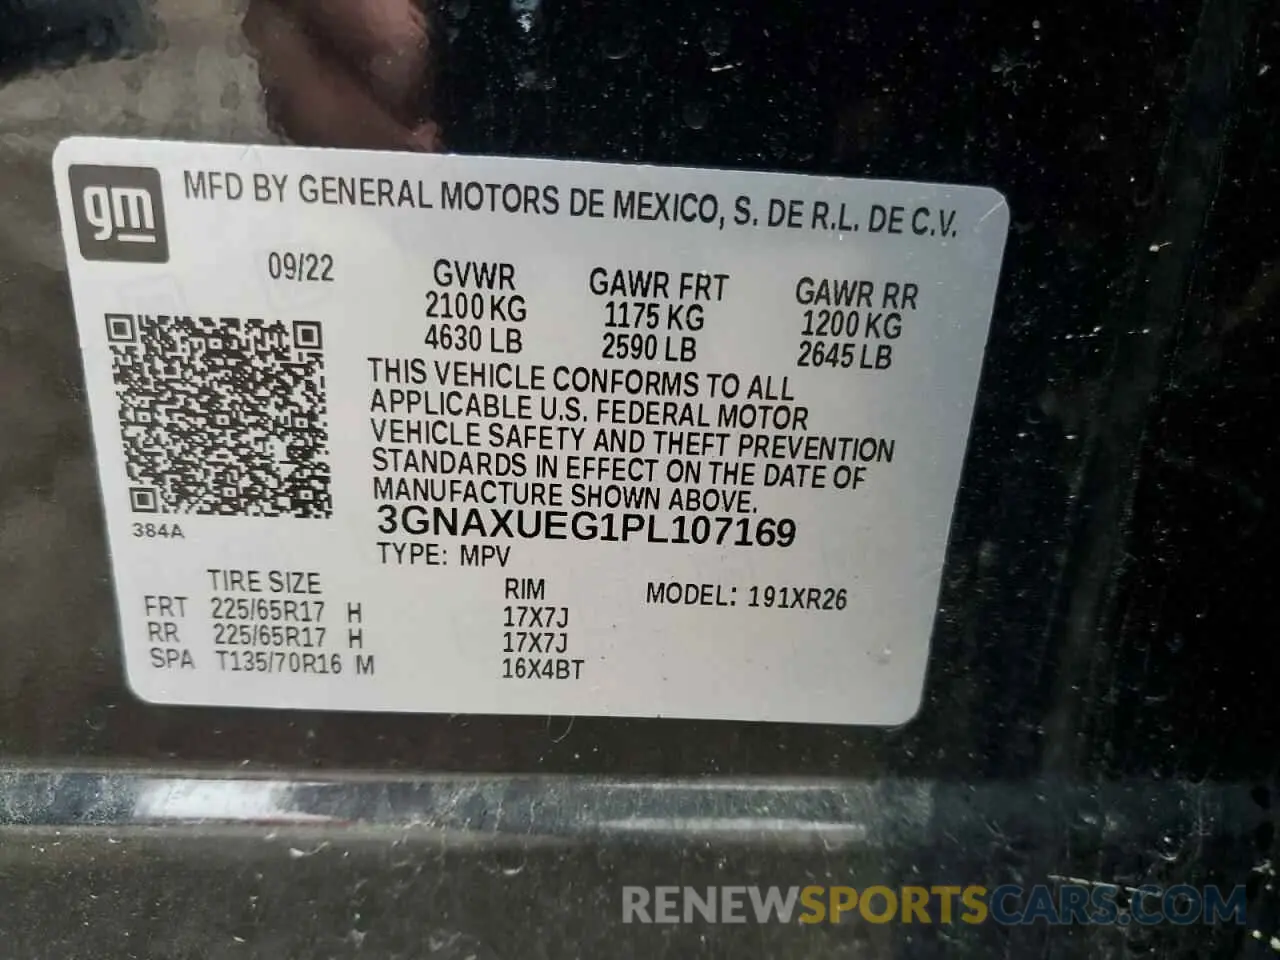 gm
MFD BY GENERAL MOTORS DE MEXICO, S. DE R.L. DE C.V.
09/22
GVWR GAWR FRT GAWR RR
2100 KG 1175 KG 1200 KG
4630 LB 2590 LB 2645 LB
THIS VEHICLE CONFORMS TO ALL
APPLICABLE U.S. FEDERAL MOTOR
VEHICLE SAFETY AND THEFT PREVENTION
STANDARDS IN EFFECT ON THE DATE OF
MANUFACTURE SHOWN ABOVE.
384A
3GNAXUEG1PL107169
TYPE: MPV
TIRE SIZE RIM MODEL: 191XR26
FRT 225/65R17 H 17X7J
RR 225/65R17 H 17X7J
SPA T135/70R16 M 16X4BT
RENEWSPORTSCARS.COM